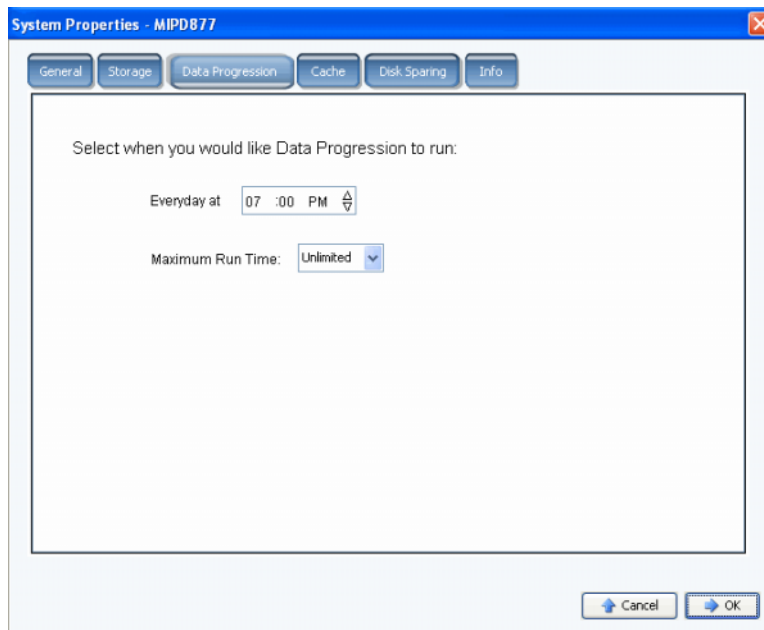 System Properties - MIPD877
General Storage Data Progression Cache Disk Sparing Info
Select when you would like Data Progression to run:
Everyday at 07 :00 PM
Maximum Run Time: Unlimited
Cancel OK